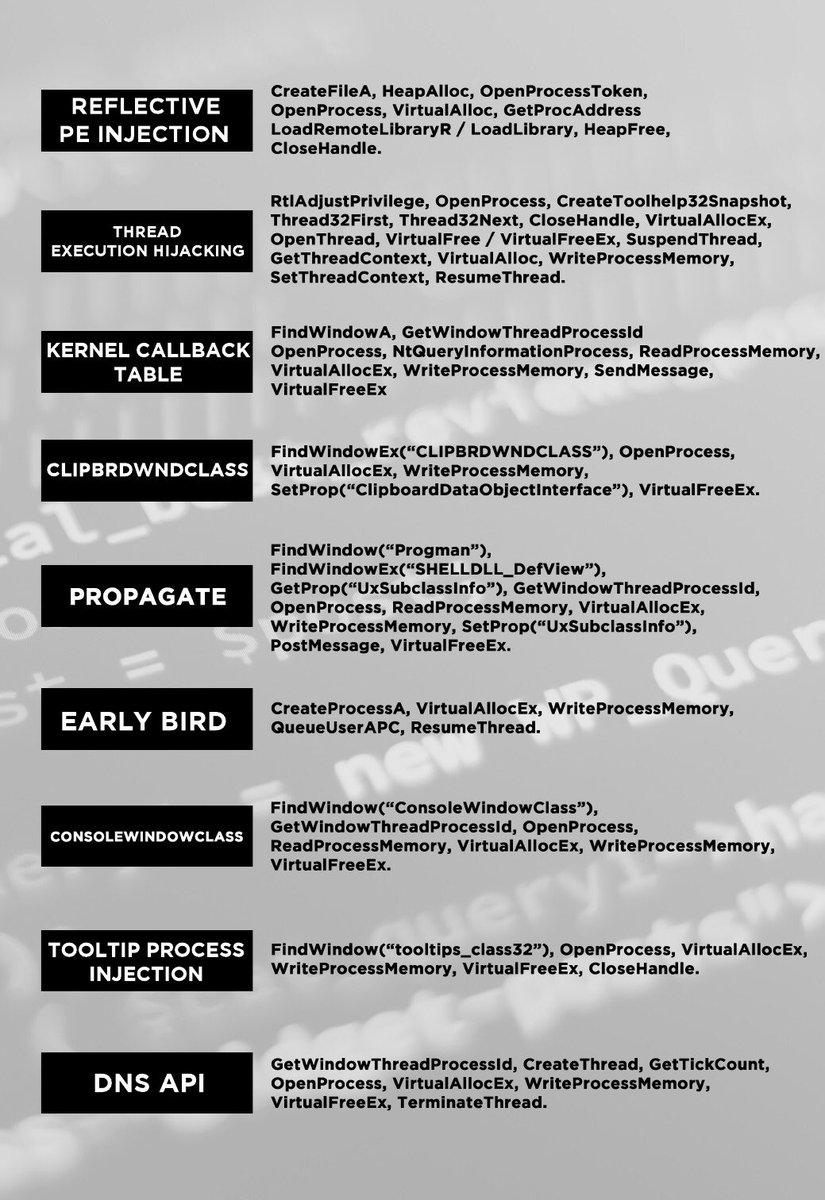 REFLECTIVE
PE INJECTION
CreateFileA, HeapAlloc, OpenProcessToken,
OpenProcess, VirtualAlloc, GetProcAddress
LoadRemoteLibraryR / LoadLibrary, HeapFree,
CloseHandle.
THREAD
EXECUTION HIJACKING
RtlAdjustPrivilege, OpenProcess, CreateToolhelp32Snapshot,
Thread32First, Thread32Next, CloseHandle, VirtualAllocEx,
OpenThread, VirtualFree / VirtualFreeEx, SuspendThread,
GetThreadContext, VirtualAlloc, WriteProcessMemory,
SetThreadContext, ResumeThread.
KERNEL CALLBACK
TABLE
FindWindowA, GetWindowThreadProcessId
OpenProcess, NtQueryInformationProcess, ReadProcessMemory,
VirtualAllocEx, WriteProcessMemory, SendMessage,
VirtualFreeEx
CLIPBRDWNDCLASS
FindWindowEx(“CLIPBRDWNDCLASS”), OpenProcess,
VirtualAllocEx, WriteProcessMemory,
SetProp(“ClipboardDataObjectInterface”), VirtualFreeEx.
PROPAGATE
FindWindow(“Progman”),
FindWindowEx(“SHELLDLL_DefView”),
GetProp(“UxSubclassInfo”), GetWindowThreadProcessId,
OpenProcess, ReadProcessMemory, VirtualAllocEx,
WriteProcessMemory, SetProp(“UxSubclassInfo”),
PostMessage, VirtualFreeEx.
EARLY BIRD
CreateProcessA, VirtualAllocEx, WriteProcessMemory,
QueueUserAPC, ResumeThread.
CONSOLEWINDOWCLASS
FindWindow(“ConsoleWindowClass”),
GetWindowThreadProcessId, OpenProcess,
ReadProcessMemory, VirtualAllocEx, WriteProcessMemory,
VirtualFreeEx.
TOOLTIP PROCESS
INJECTION
FindWindow(“tooltips_class32”), OpenProcess, VirtualAllocEx,
WriteProcessMemory, VirtualFreeEx, CloseHandle.
DNS API
GetWindowThreadProcessId, CreateThread, GetTickCount,
OpenProcess, VirtualAllocEx, WriteProcessMemory,
VirtualFreeEx, TerminateThread.
= new WP_Quer